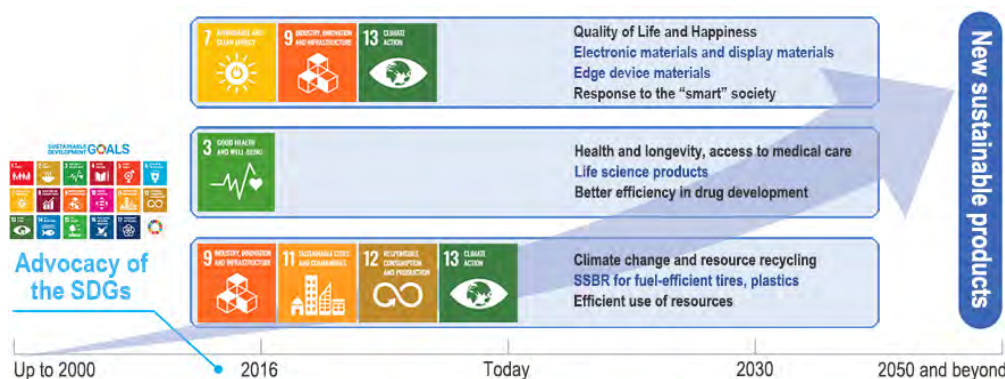 7 AFFORDABLE AND CLEAN ENERGY
9 INDUSTRY, INNOVATION AND INFRASTRUCTURE
13 CLIMATE ACTION
Quality of Life and Happiness
Electronic materials and display materials
Edge device materials
Response to the “smart” society
3 GOOD HEALTH AND WELL-BEING
Health and longevity, access to medical care
Life science products
Better efficiency in drug development
SUSTAINABLE DEVELOPMENT GOALS
9 INDUSTRY, INNOVATION AND INFRASTRUCTURE
11 SUSTAINABLE CITIES AND COMMUNITIES
12 RESPONSIBLE CONSUMPTION AND PRODUCTION
13 CLIMATE ACTION
Climate change and resource recycling
SSBR for fuel-efficient tires, plastics
Efficient use of resources
Advocacy of
the SDGs
New sustainable products
Up to 2000
2016
Today
2030
2050 and beyond